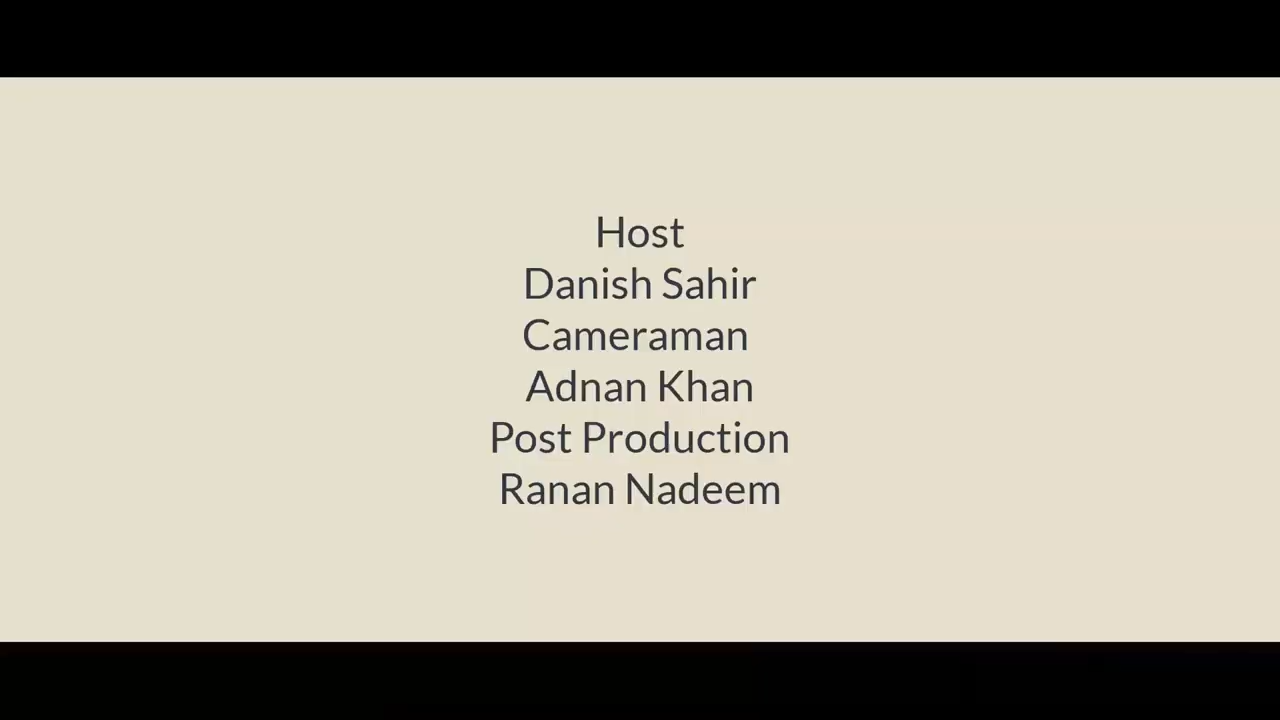 Host
Danish Sahir
Cameraman
Adnan Khan
Post Production
Ranan Nadeem